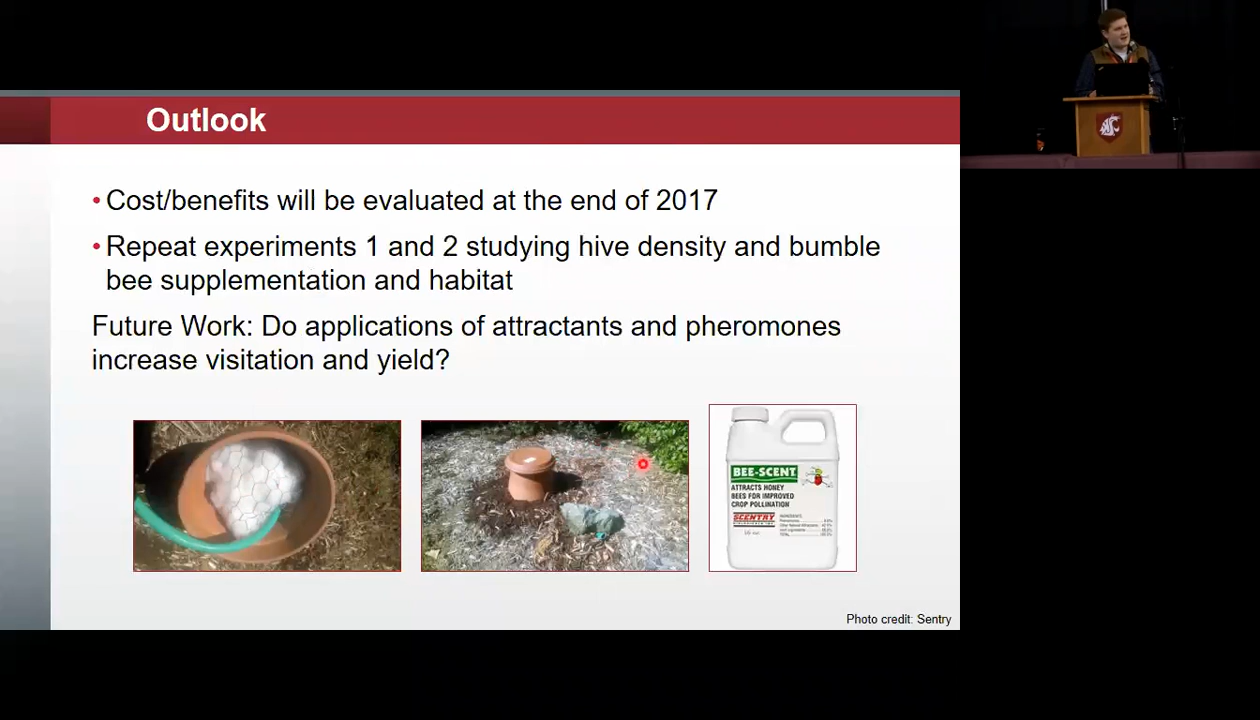 Outlook
• Cost/benefits will be evaluated at the end of 2017
• Repeat experiments 1 and 2 studying hive density and bumble
bee supplementation and habitat
Future Work: Do applications of attractants and pheromones
increase visitation and yield?
BEE-SCENT
ATTRACTS HONEY
BEES FOR IMPROVED
CROP POLLINATION
SCENTRY
Photo credit: Sentry